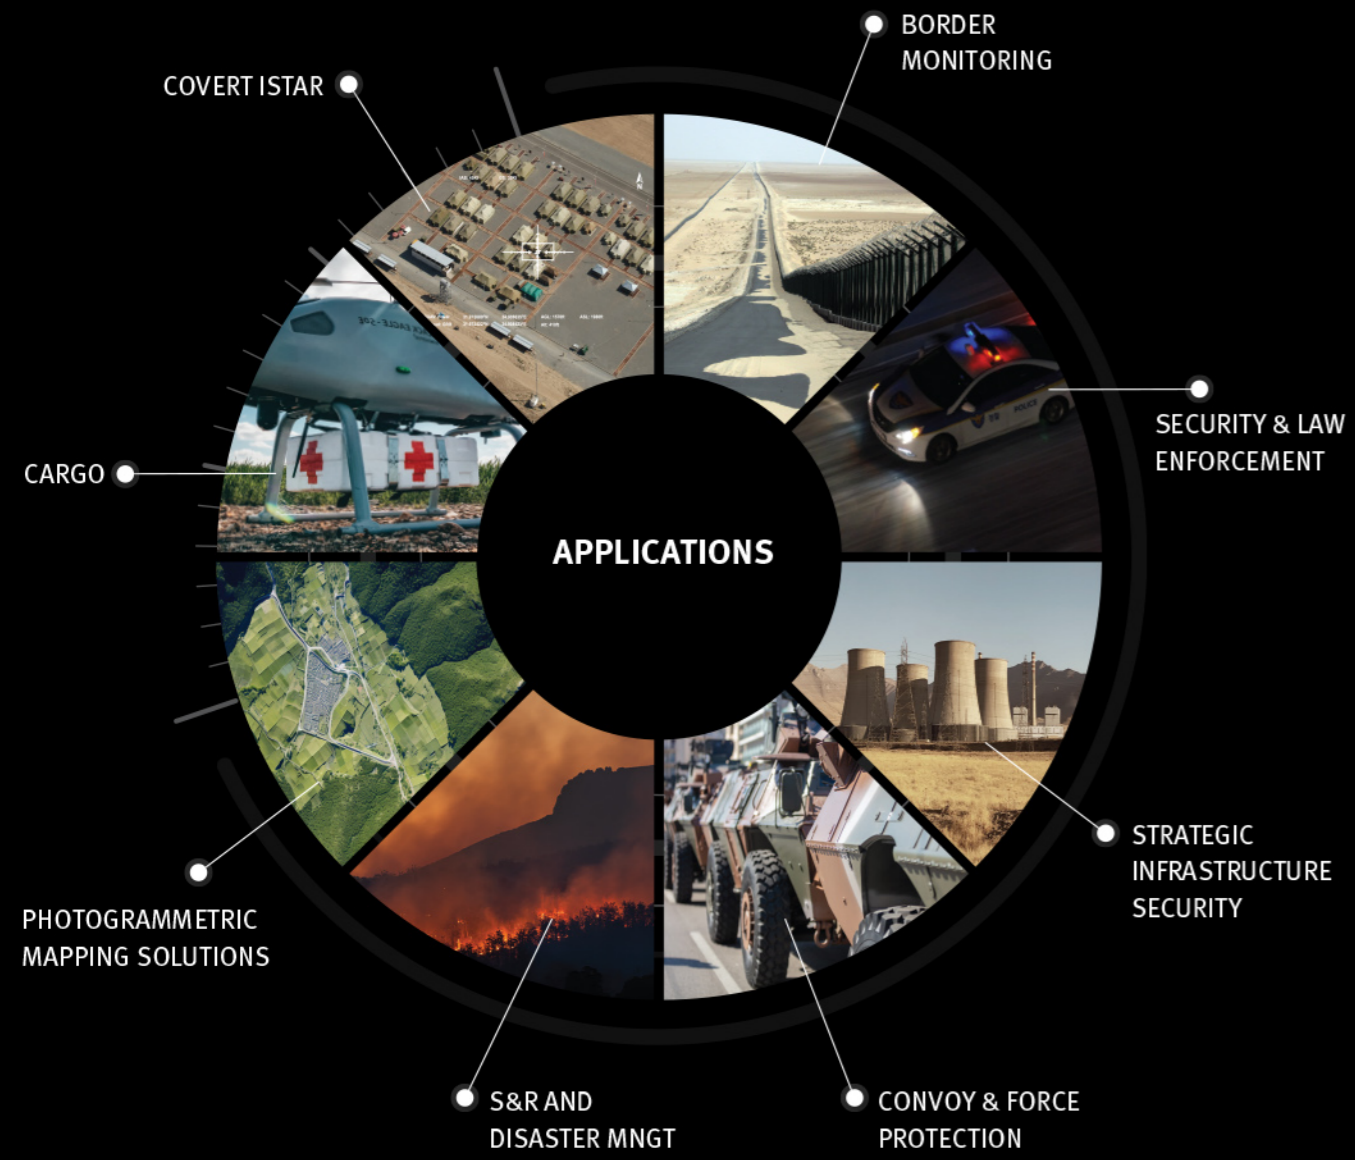 BORDER
MONITORING
COVERT ISTAR
SECURITY & LAW
ENFORCEMENT
CARGO
POLICE
APPLICATIONS
STRATEGIC
INFRASTRUCTURE
SECURITY
PHOTOGRAMMETRIC
MAPPING SOLUTIONS
S&R AND
DISASTER MNGT
CONVOY & FORCE
PROTECTION